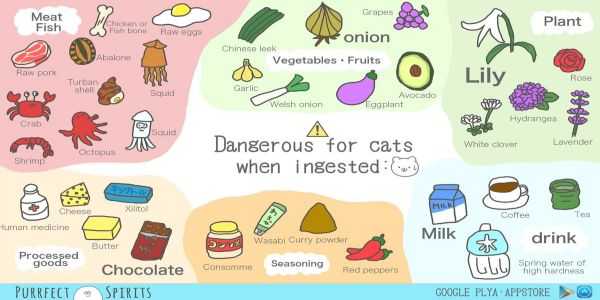 Meat
Fish
Chicken or
Fish bone
Raw eggs
Raw pork
Abalone
Turban
shell
Squid
Crab
Octopus
Squid
Shrimp
Chinese leek
onion
Grapes
Vegetables・Fruits
Garlic
Welsh onion
Eggplant
Avocado
Plant
Lily
Rose
Hydrangea
White clover
Lavender
Dangerous for cats
when ingested:
Human medicine
Cheese
キシリトール
Xilitol
Butter
Processed
goods
Chocolate
Consomme
Wasabi
Curry powder
Seasoning
Red peppers
MILK
Milk
Coffee
Tea
drink
Spring water of
high hardness
PURRFECT SPIRITS
GOOGLE PLYA・APPSTORE